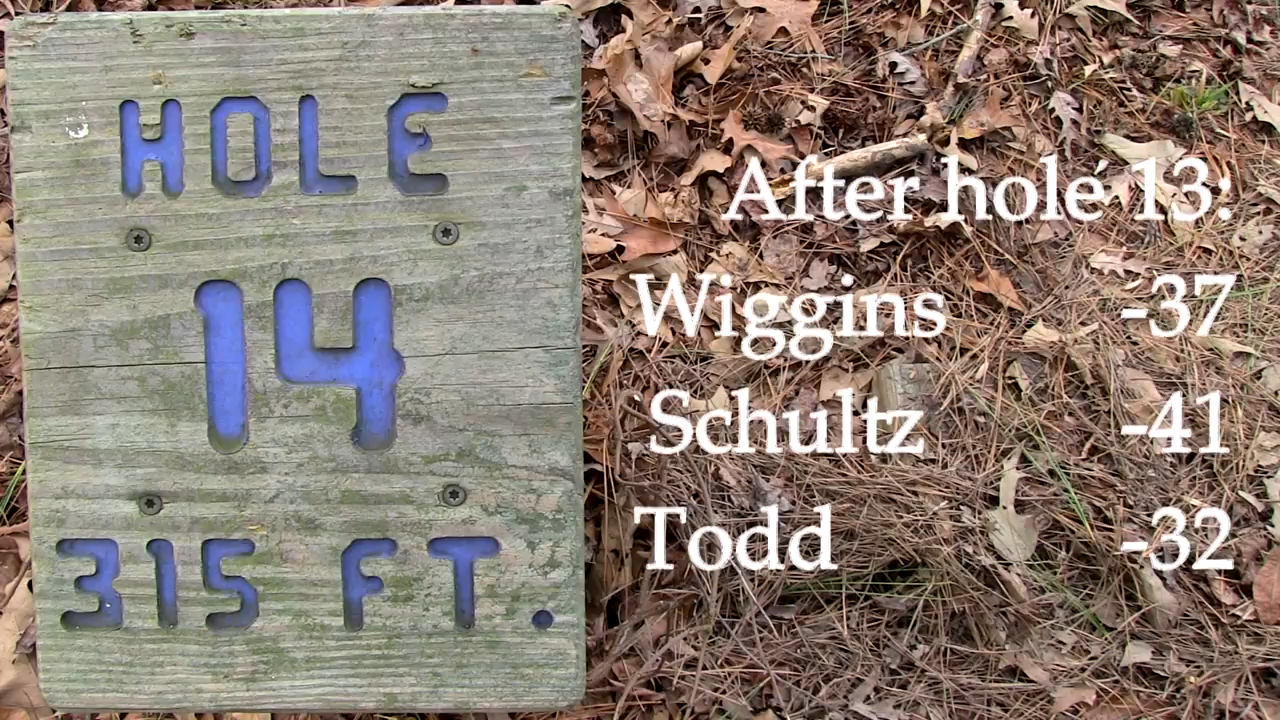 HOLE
14
315 FT.
After hole 13:
Wiggins -37
Schultz -41
Todd -32